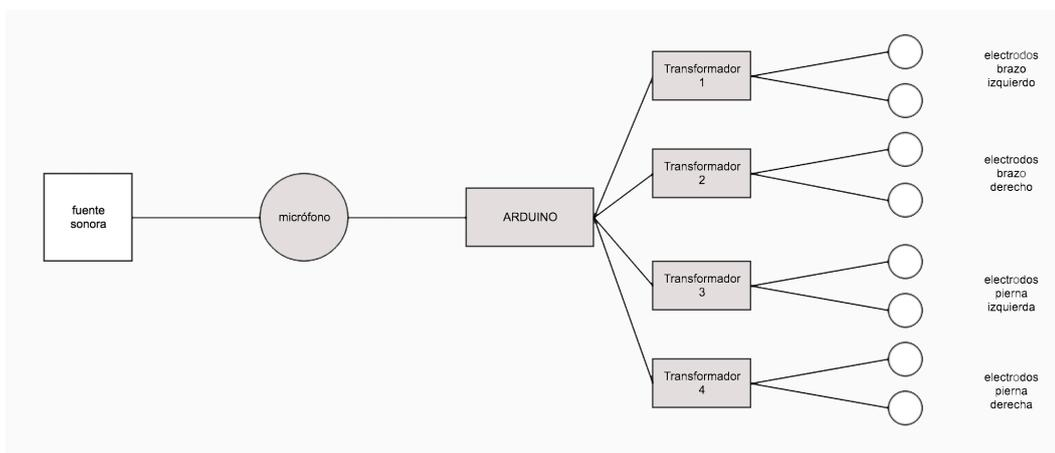 fuente
sonora
micrófono
ARDUINO
Transformador
1
electrodos
brazo
izquierdo
Transformador
2
electrodos
brazo
derecho
Transformador
3
electrodos
pierna
izquierda
Transformador
4
electrodos
pierna
derecha